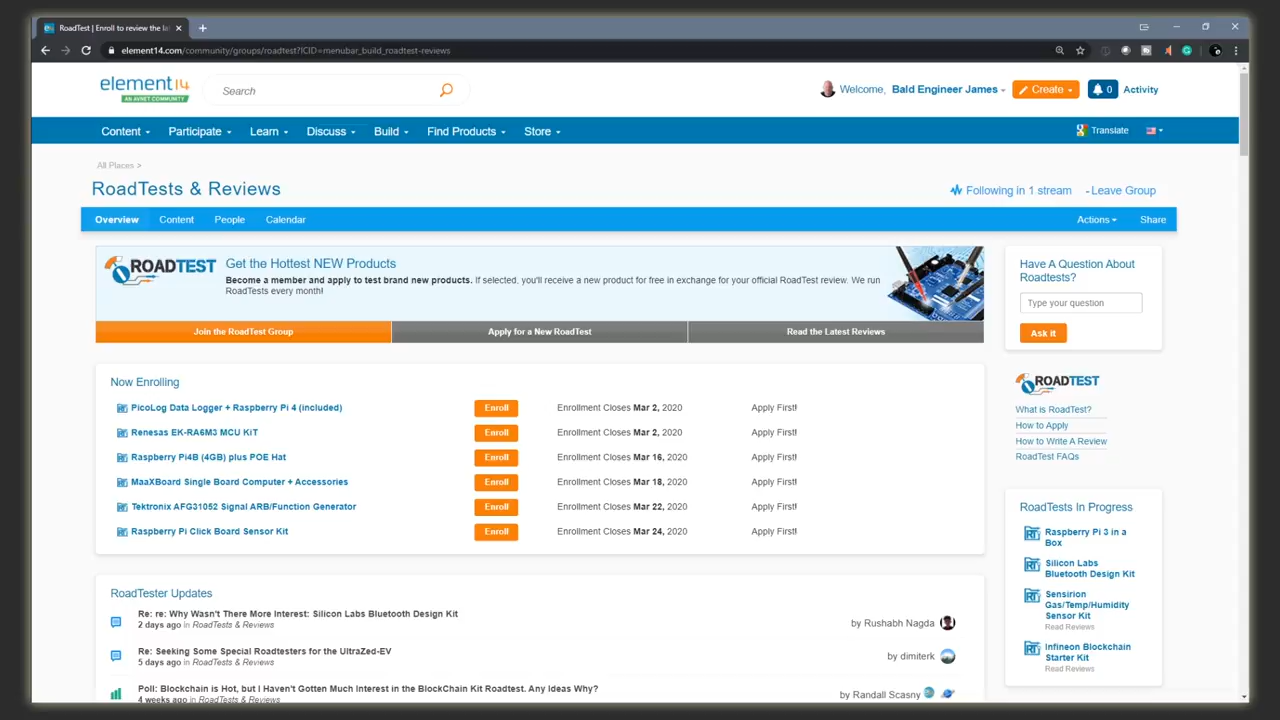 RoadTest | Enroll to review the la
element14.com/community/groups/roadtest?ICID=menubar_build_roadtest-reviews
element14
AN AVNET COMMUNITY
Search
Welcome, Bald Engineer James
Create
0
Activity
Content
Participate
Learn
Discuss
Build
Find Products
Store
Translate
All Places >
RoadTests & Reviews
Following in 1 stream
- Leave Group
Overview
Content
People
Calendar
Actions
Share
ROADTEST
Get the Hottest NEW Products
Become a member and apply to test brand new products. If selected, you'll receive a new product for free in exchange for your official RoadTest review. We run
RoadTests every month!
Join the RoadTest Group
Apply for a New RoadTest
Read the Latest Reviews
Now Enrolling
PicoLog Data Logger + Raspberry Pi 4 (included) Enroll Enrollment Closes Mar 2, 2020 Apply First!
Renesas EK-RA6M3 MCU KiT Enroll Enrollment Closes Mar 2, 2020 Apply First!
Raspberry Pi4B (4GB) plus POE Hat Enroll Enrollment Closes Mar 16, 2020 Apply First!
MaaXBoard Single Board Computer + Accessories Enroll Enrollment Closes Mar 18, 2020 Apply First!
Tektronix AFG31052 Signal ARB/Function Generator Enroll Enrollment Closes Mar 22, 2020 Apply First!
Raspberry Pi Click Board Sensor Kit Enroll Enrollment Closes Mar 24, 2020 Apply First!
RoadTester Updates
Re: re: Why Wasn't There More Interest: Silicon Labs Bluetooth Design Kit
2 days ago in RoadTests & Reviews
by Rushabh Nagda
Re: Seeking Some Special Roadtesters for the UltraZed-EV
5 days ago in RoadTests & Reviews
by dimiterk
Poll: Blockchain is Hot, but I Haven't Gotten Much Interest in the BlockChain Kit Roadtest. Any Ideas Why?
4 weeks ago in RoadTests & Reviews
by Randall Scasny
Have A Question About
Roadtests?
Type your question
Ask it
ROADTEST
What is RoadTest?
How to Apply
How to Write A Review
RoadTest FAQs
RoadTests In Progress
Raspberry Pi 3 in a
Box
Silicon Labs
Bluetooth Design Kit
Sensirion
Gas/Temp/Humidity
Sensor Kit
Read Reviews
Infineon Blockchain
Starter Kit
Read Reviews